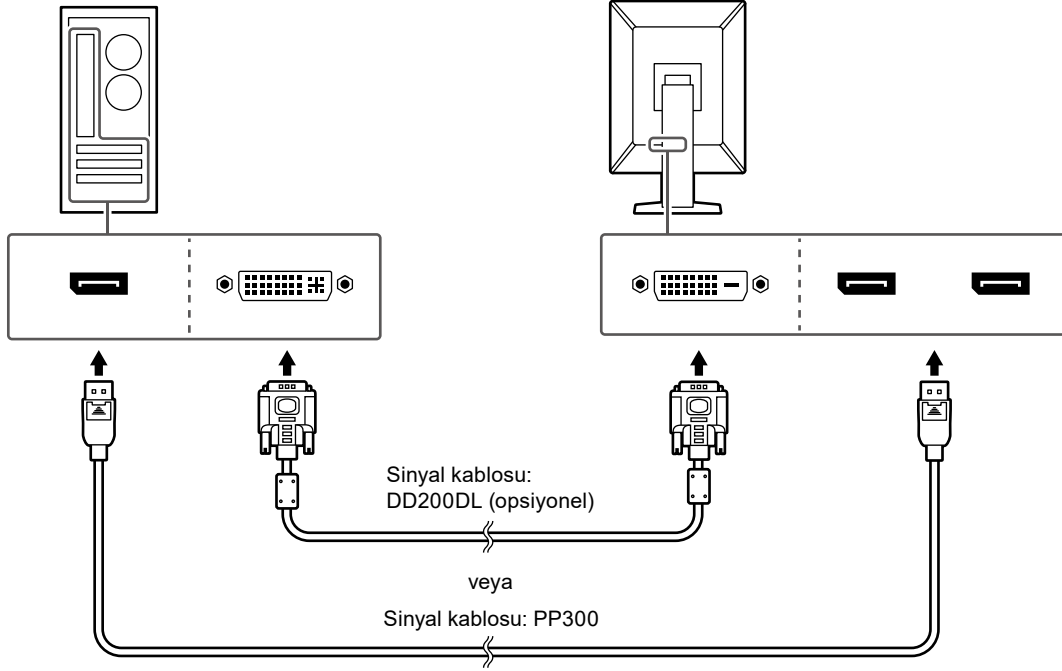 Sinyal kablosu:
DD200DL (opsiyonel)
veya
Sinyal kablosu: PP300